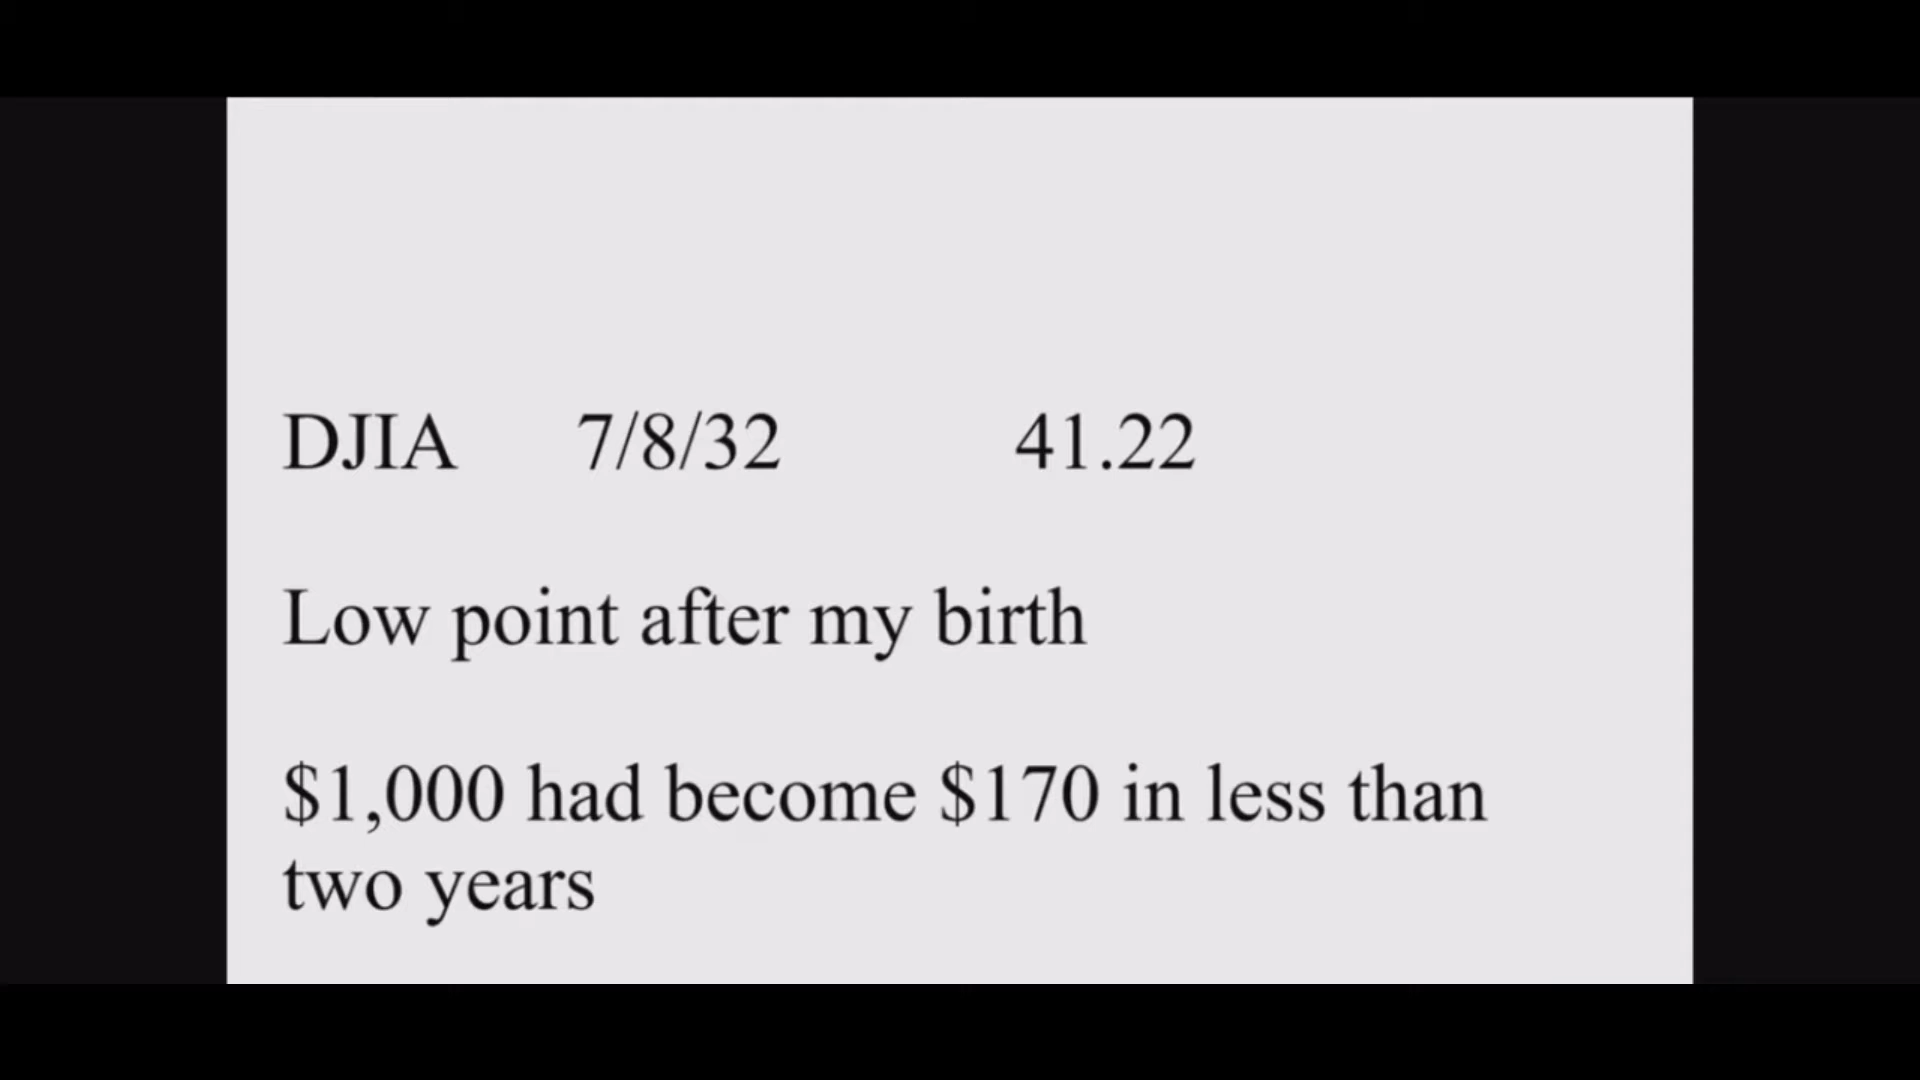 DJIA 7/8/32 41.22
Low point after my birth
$1,000 had become $170 in less than
two years